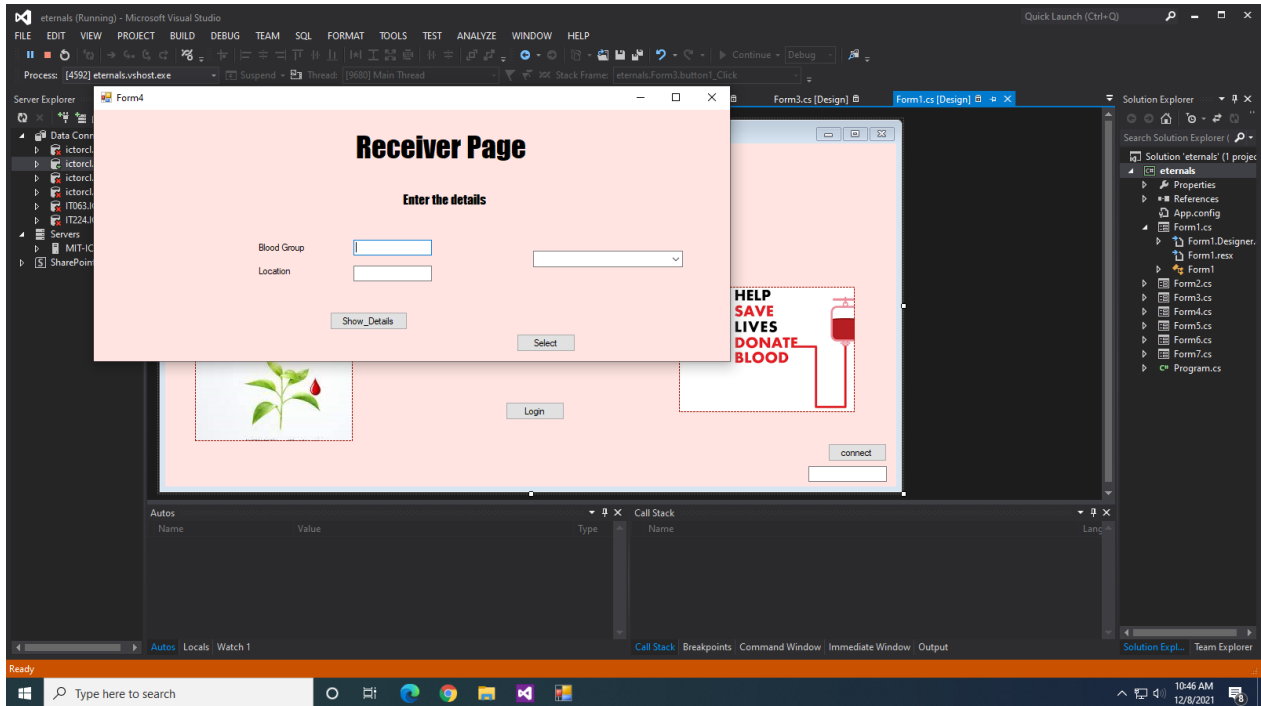 eternals (Running) - Microsoft Visual Studio
Quick Launch (Ctrl+Q)
FILE EDIT VIEW PROJECT BUILD DEBUG TEAM SQL FORMAT TOOLS TEST ANALYZE WINDOW HELP
Continue - Debug
Process: [4592] eternals.vshost.exe Suspend Thread: [9680] Main Thread Stack Frame: eternals.Form3.button1_Click
Server Explorer
Form4
Form3.cs [Design]
Form1.cs [Design]
Solution Explorer
Data Conn
ictorcl.
ictorcl.
ictorcl.
ictorcl.
IT063.I
IT224.I
Servers
MIT-IC
SharePoin
Receiver Page
Enter the details
Blood Group
Location
Show_Details
Select
HELP
SAVE
LIVES
DONATE
BLOOD
Login
connect
Search Solution Explorer (
Solution 'eternals' (1 projec
C# eternals
Properties
References
App.config
Form1.cs
Form1.Designer.
Form1.resx
Form1
Form2.cs
Form3.cs
Form4.cs
Form5.cs
Form6.cs
Form7.cs
C# Program.cs
Autos
Name Value Type
Call Stack
Name Lang
Autos Locals Watch 1
Call Stack Breakpoints Command Window Immediate Window Output
Solution Expl... Team Explorer
Ready
Type here to search
10:46 AM
12/8/2021
8